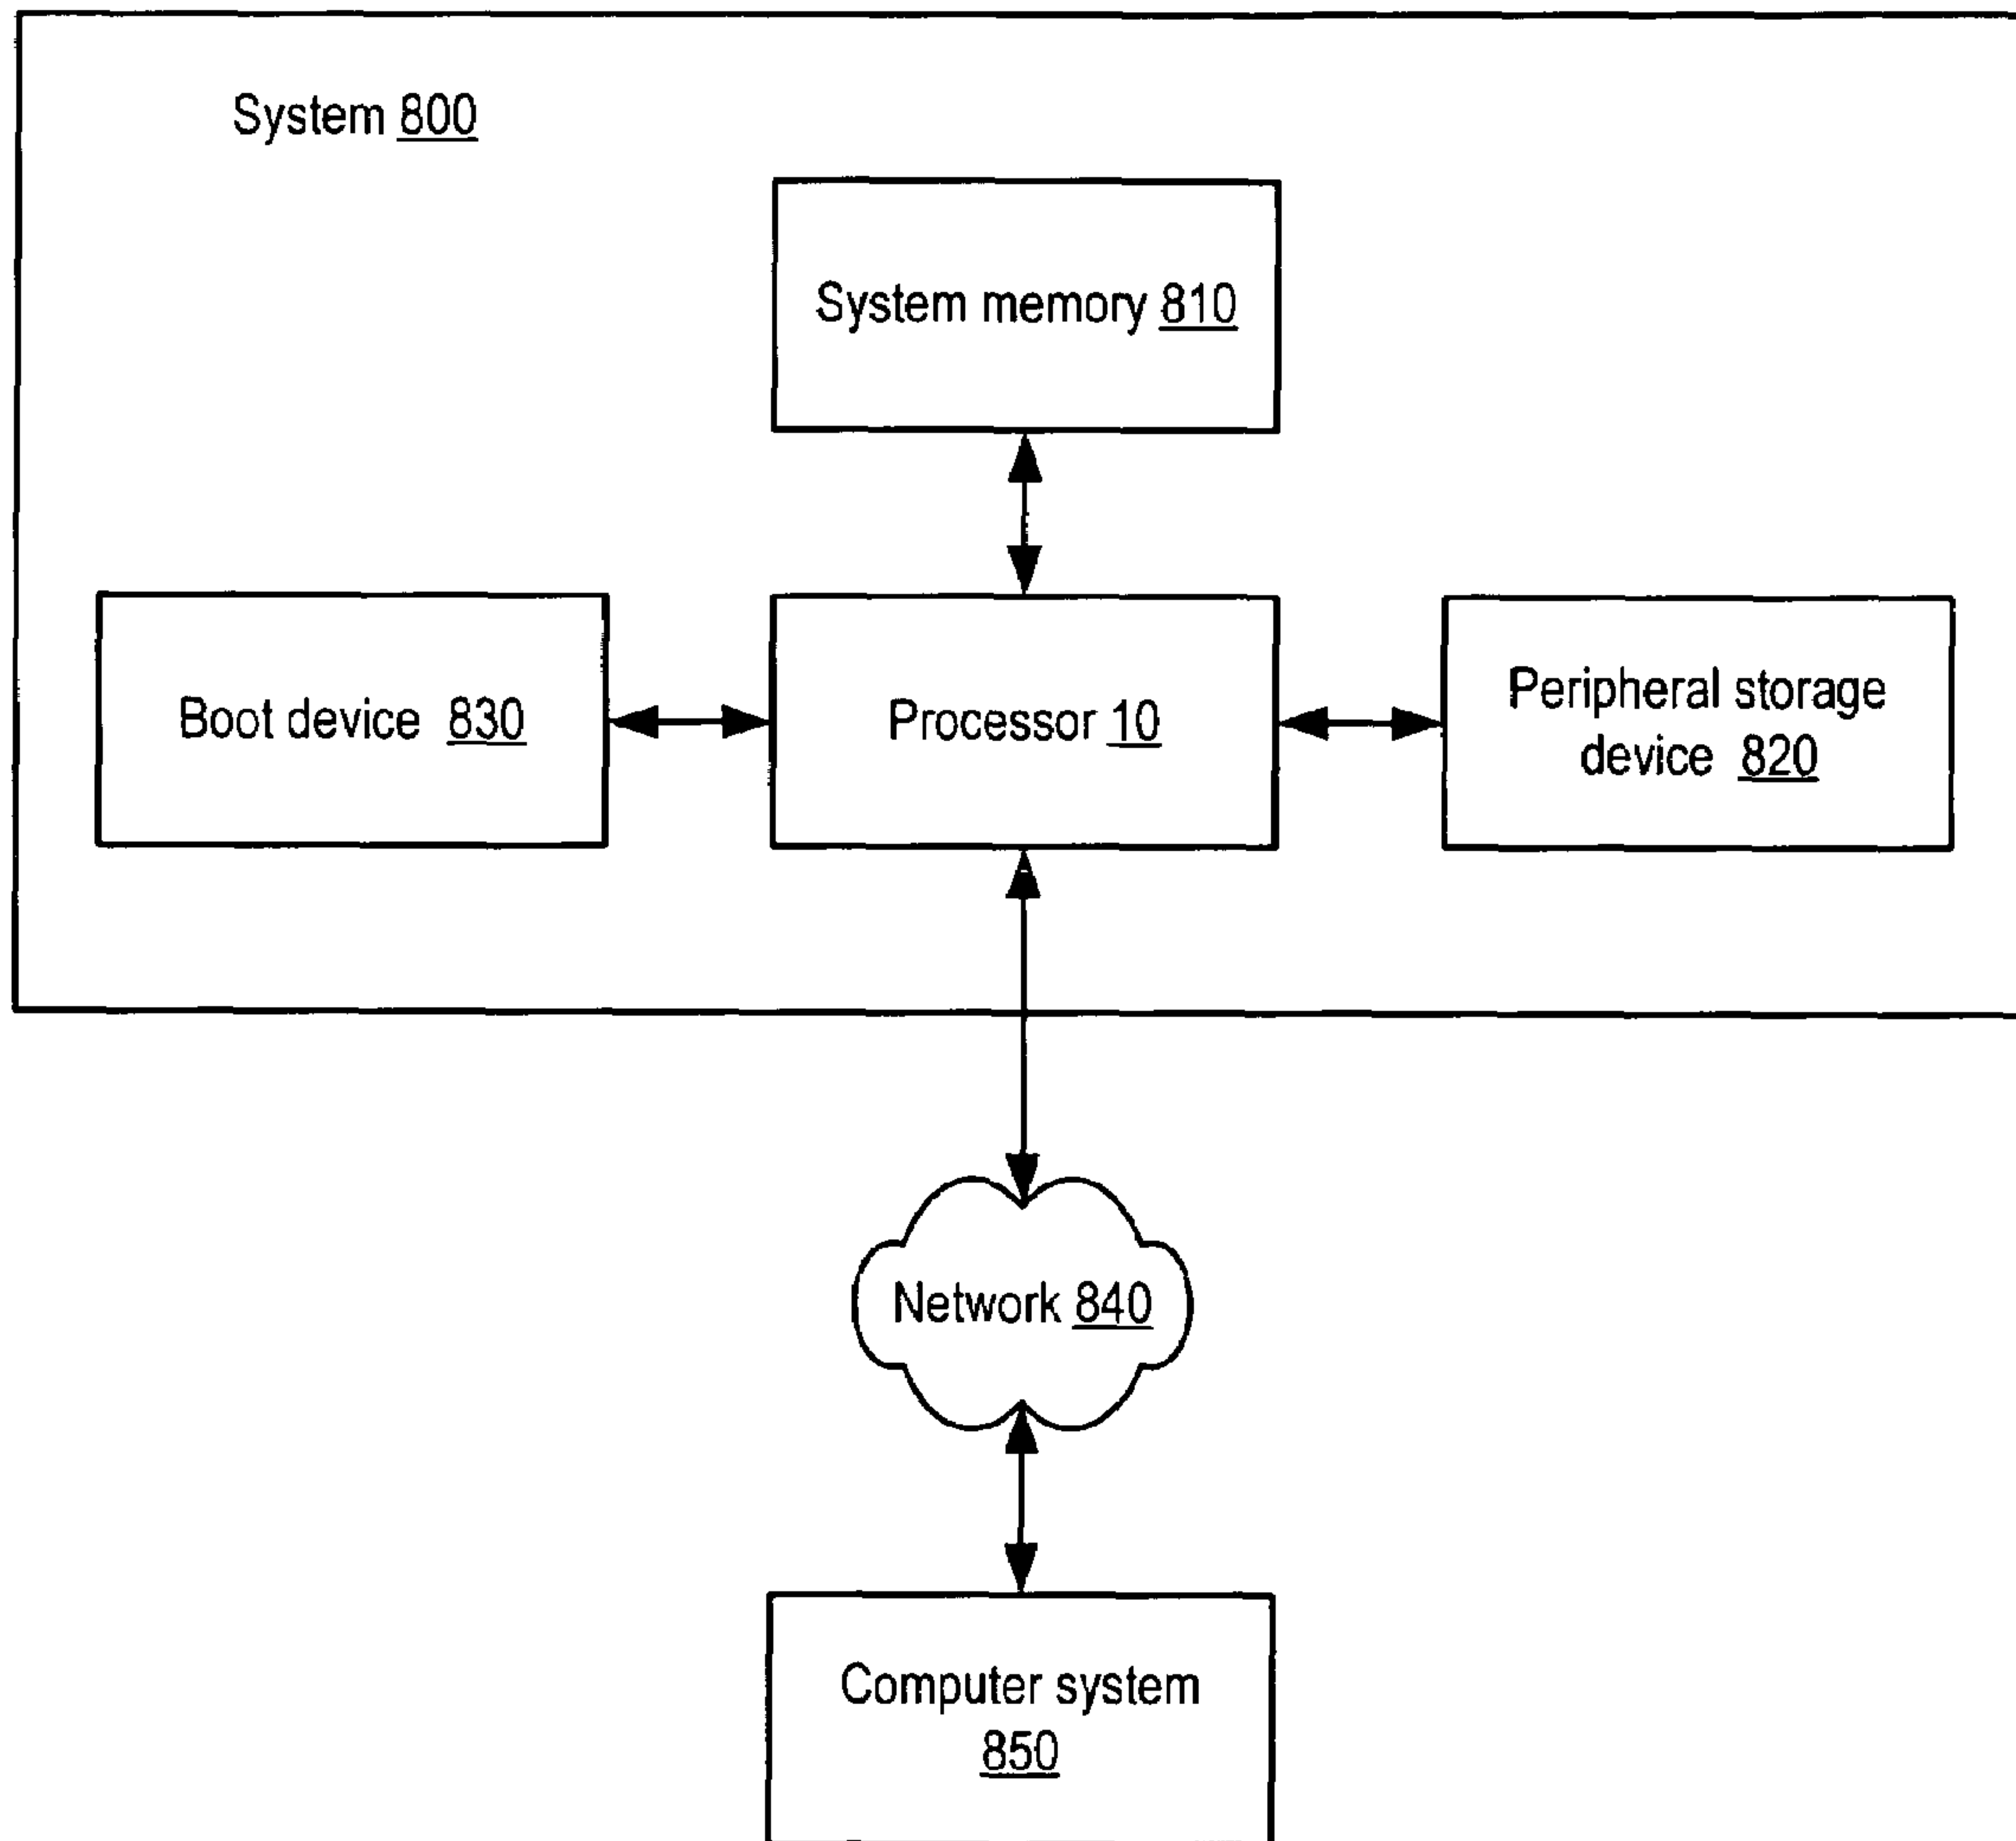 System 800
System memory 810
Boot device 830
Processor 10
Peripheral storage
device 820
Network 840
Computer system
850